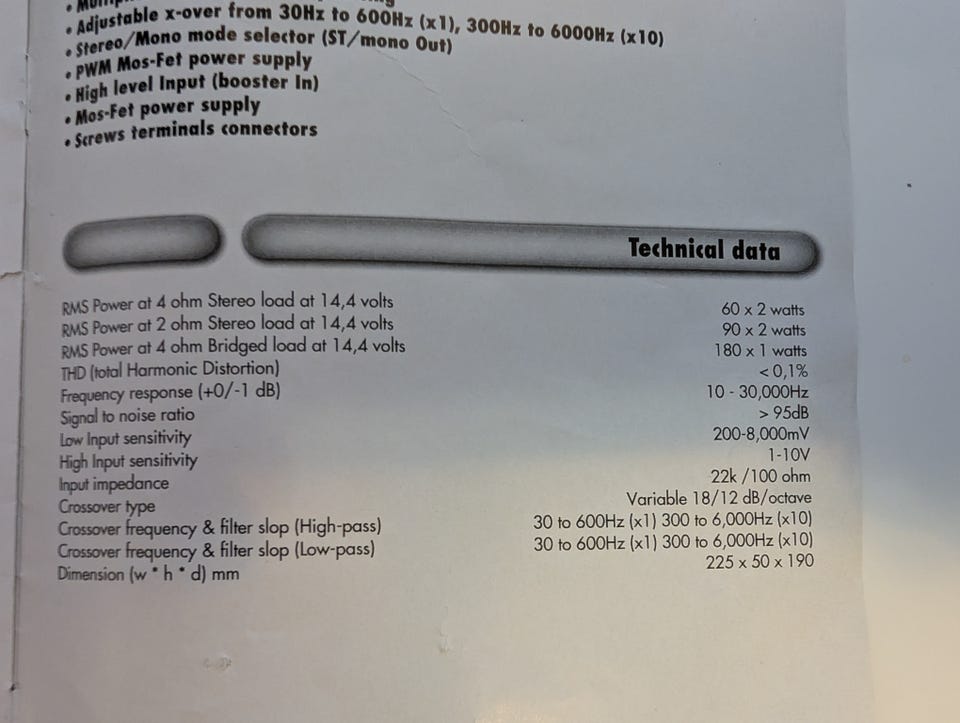 • Adjustable x-over from 30Hz to 600Hz (x1), 300Hz to 6000Hz (x10)
• Stereo/Mono mode selector (ST/mono Out)
• PWM Mos-Fet power supply
• High level Input (booster In)
• Mos-Fet power supply
• Screws terminals connectors
Technical data
RMS Power at 4 ohm Stereo load at 14,4 volts 60 x 2 watts
RMS Power at 2 ohm Stereo load at 14,4 volts 90 x 2 watts
RMS Power at 4 ohm Bridged load at 14,4 volts 180 x 1 watts
THD (total Harmonic Distortion) < 0,1%
Frequency response (+0/-1 dB) 10 - 30,000Hz
Signal to noise ratio > 95dB
Low Input sensitivity 200-8,000mV
High Input sensitivity 1-10V
Input impedance 22k /100 ohm
Crossover type Variable 18/12 dB/octave
Crossover frequency & filter slop (High-pass) 30 to 600Hz (x1) 300 to 6,000Hz (x10)
Crossover frequency & filter slop (Low-pass) 30 to 600Hz (x1) 300 to 6,000Hz (x10)
Dimension (w * h * d) mm 225 x 50 x 190